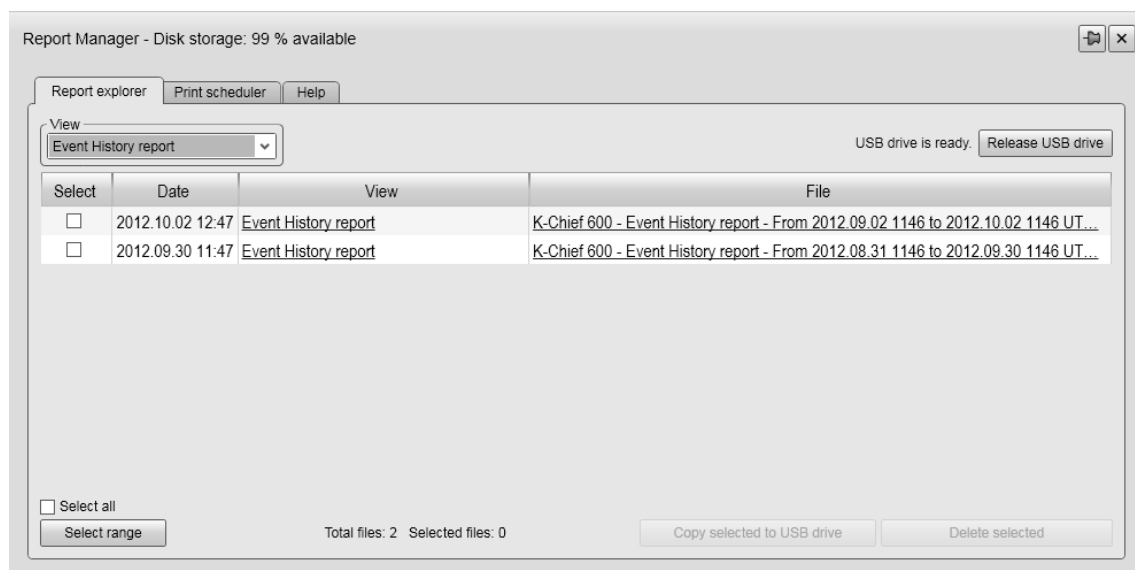 Report Manager - Disk storage: 99 % available
Report explorer Print scheduler Help
View
Event History report
USB drive is ready. Release USB drive
Select Date View File
2012.10.02 12:47 Event History report K-Chief 600 - Event History report - From 2012.09.02 1146 to 2012.10.02 1146 UT...
2012.09.30 11:47 Event History report K-Chief 600 - Event History report - From 2012.08.31 1146 to 2012.09.30 1146 UT...
Select all
Select range Total files: 2 Selected files: 0 Copy selected to USB drive Delete selected